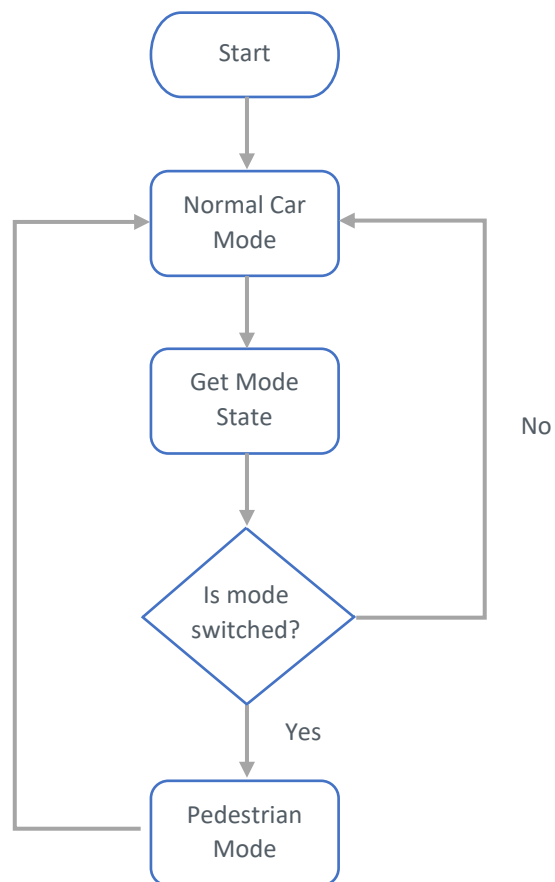 Start
Normal Car
Mode
Get Mode
State
No
Is mode
switched?
Yes
Pedestrian
Mode